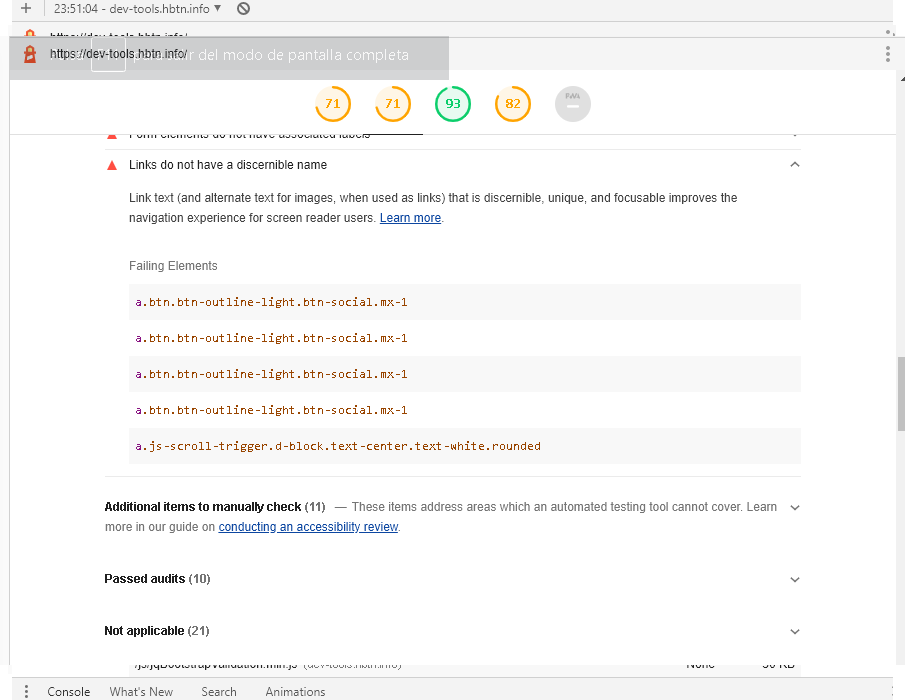 23:51:04 - dev-tools.hbtn.info
https://dev-tools.hbtn.info/
https://dev-tools.hbtn.info/
del modo de pantalla completa
71
71
93
82
PWA
Form elements do not have associated labels
Links do not have a discernible name
Link text (and alternate text for images, when used as links) that is discernible, unique, and focusable improves the
navigation experience for screen reader users. Learn more.
Failing Elements
a.btn.btn-outline-light.btn-social.mx-1
a.btn.btn-outline-light.btn-social.mx-1
a.btn.btn-outline-light.btn-social.mx-1
a.btn.btn-outline-light.btn-social.mx-1
a.js-scroll-trigger.d-block.text-center.text-white.rounded
Additional items to manually check (11) — These items address areas which an automated testing tool cannot cover. Learn
more in our guide on conducting an accessibility review.
Passed audits (10)
Not applicable (21)
/js/jqBootstrapValidation.min.js (dev-tools.hbtn.info) None KB
Console What's New Search Animations